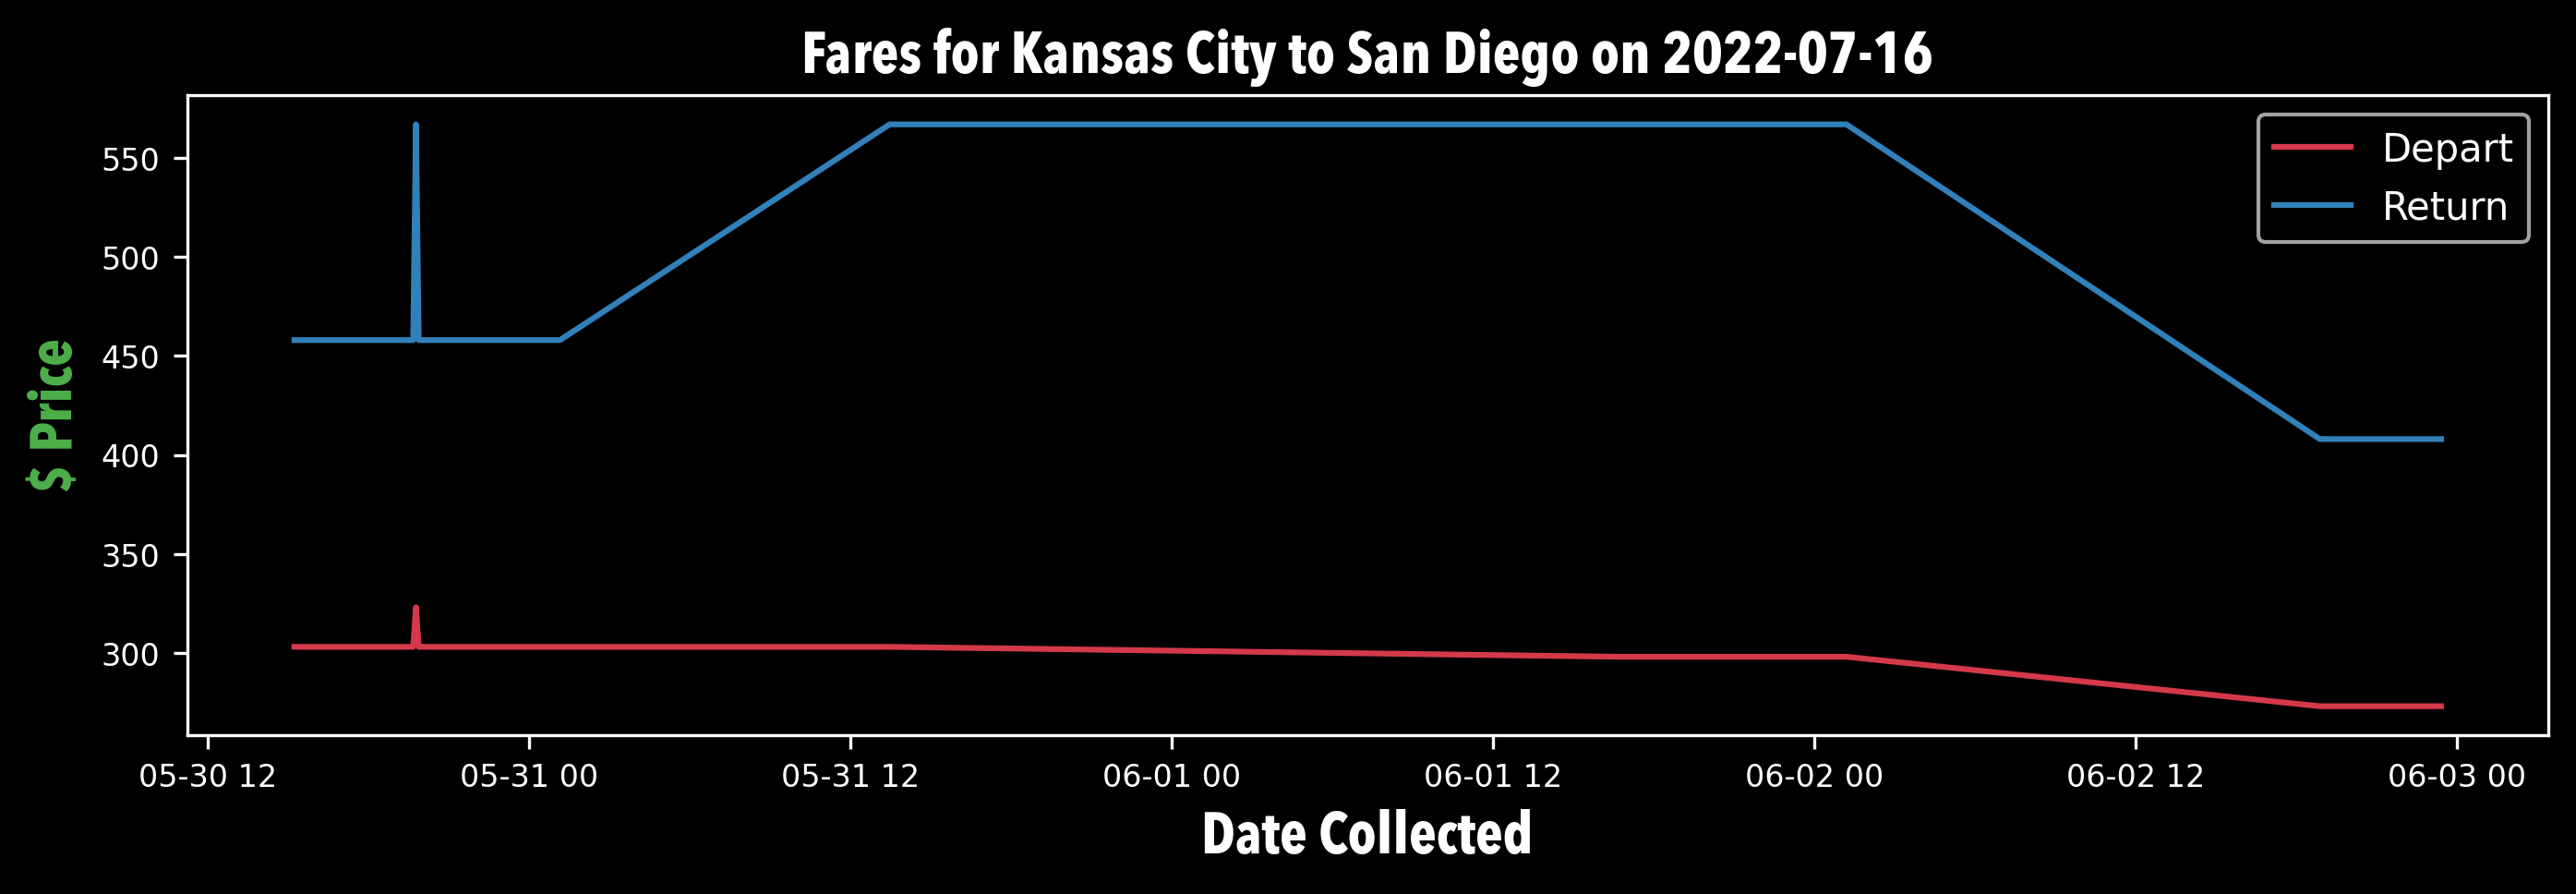 Fares for Kansas City to San Diego on 2022-07-16
Depart
Return
$ Price
550
500
450
400
350
300
05-30 12
05-31 00
05-31 12
06-01 00
06-01 12
06-02 00
06-02 12
06-03 00
Date Collected